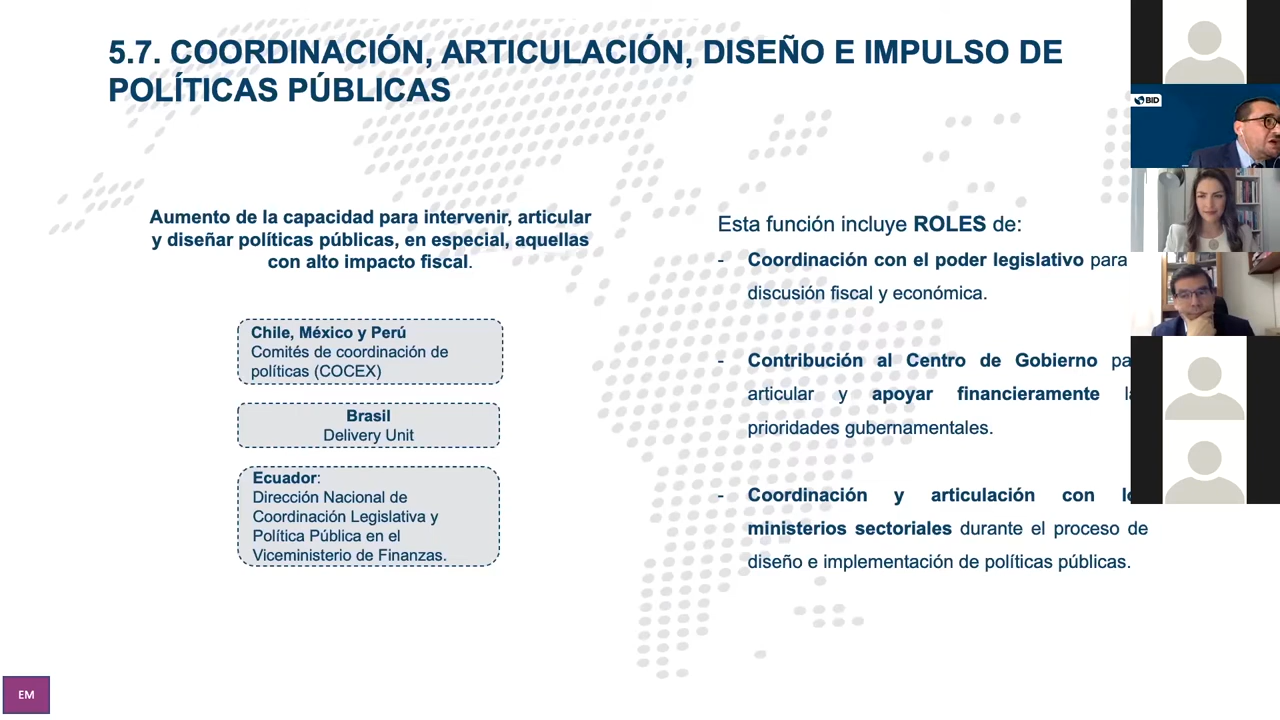 5.7. COORDINACIÓN, ARTICULACIÓN, DISEÑO E IMPULSO DE
POLÍTICAS PÚBLICAS
Aumento de la capacidad para intervenir, articular
y diseñar políticas públicas, en especial, aquellas
con alto impacto fiscal.
Chile, México y Perú
Comités de coordinación de
políticas (COCEX)
Brasil
Delivery Unit
Ecuador:
Dirección Nacional de
Coordinación Legislativa y
Política Pública en el
Viceministerio de Finanzas.
Esta función incluye ROLES de:
- Coordinación con el poder legislativo para
discusión fiscal y económica.
- Contribución al Centro de Gobierno
articular y apoyar financieramente
prioridades gubernamentales.
- Coordinación y articulación con
ministerios sectoriales durante el proceso de
diseño e implementación de políticas públicas.
BID
EM